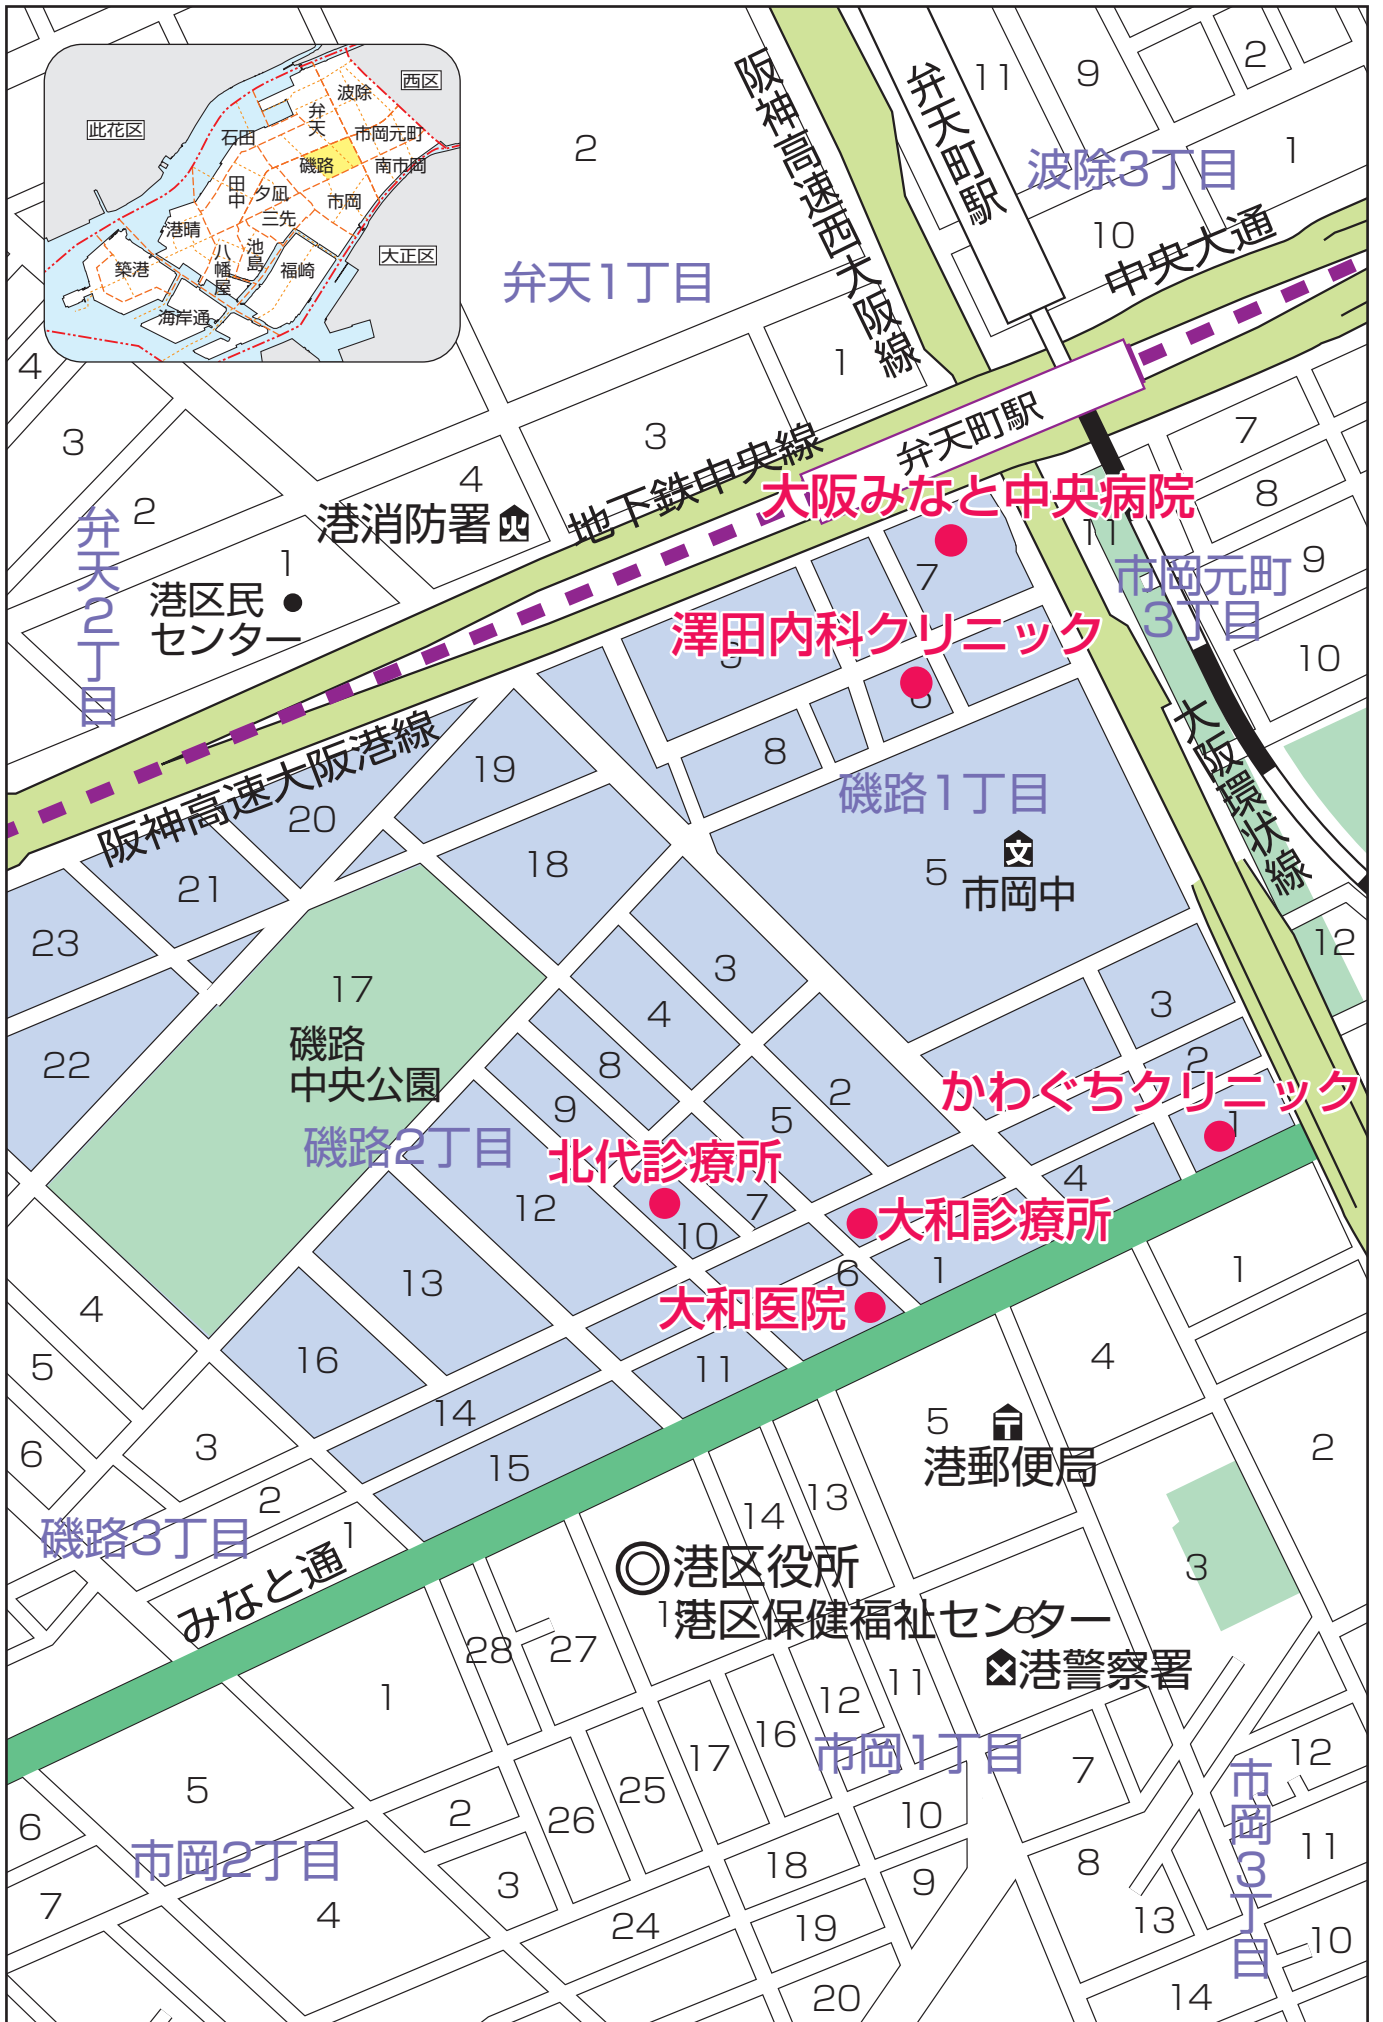 此花区
西区
大正区
波除
弁天
石田
市岡元町
磯路
南市岡
田中
夕凪
市岡
三先
港晴
池島
八幡屋
福崎
築港
海岸通
2
阪神高速西大阪線
弁天町駅
11
9
2
1
波除3丁目
10
中央大通
弁天1丁目
1
4
3
3
4
2
弁天2丁目
1
港消防署
港区民
センター
地下鉄中央線
弁天町駅
大阪みなと中央病院
7
澤田内科クリニック
9
6
8
7
8
11
9
市岡元町
3丁目
10
大阪環状線
12
阪神高速大阪港線
19
20
21
18
23
22
17
磯路
中央公園
磯路1丁目
5
文
市岡中
3
3
4
2
8
9
2
5
かわぐちクリニック
1
磯路2丁目
北代診療所
12
10
7
4
大和診療所
6
1
大和医院
13
16
11
14
15
4
5
6
3
2
1
磯路3丁目
みなと通
1
4
2
5
港郵便局
13
14
3
港区役所
港区保健福祉センター
6
港警察署
28
27
1
12
11
16
17
市岡1丁目
7
12
5
25
26
2
10
11
市岡3丁目
6
市岡2丁目
3
18
9
8
7
4
24
19
13
10
20
14